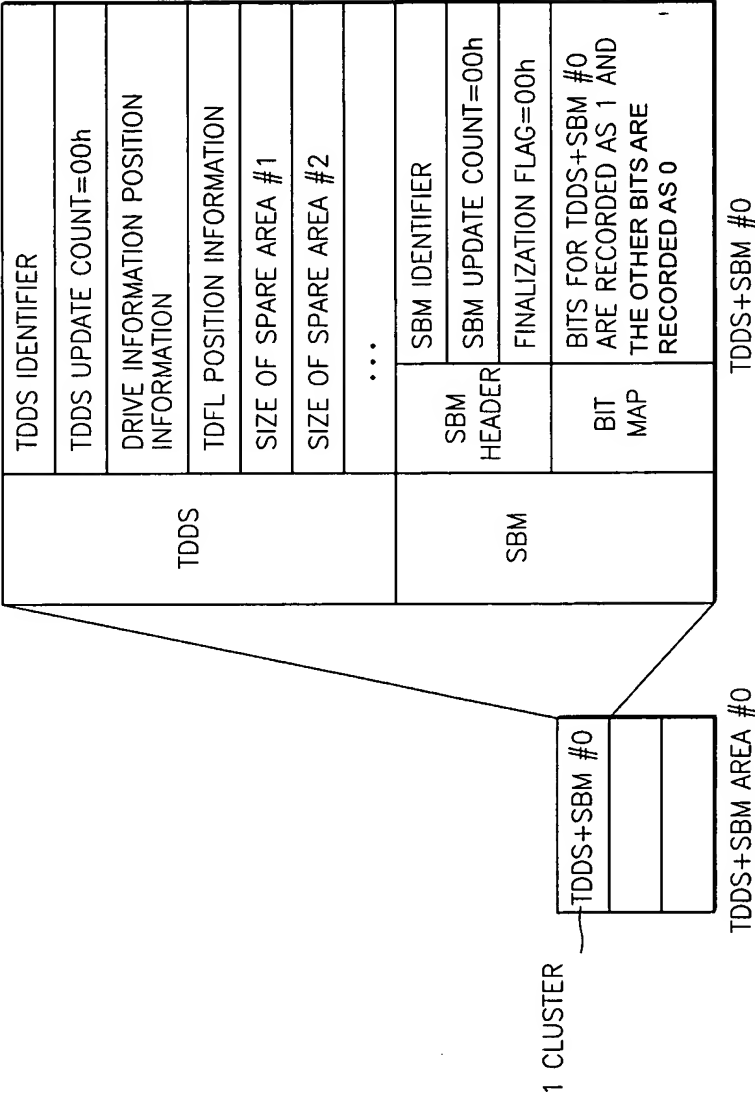 1 CLUSTER
TDDS+SBM #0
TDDS+SBM AREA #0
TDDS
TDDS IDENTIFIER
TDDS UPDATE COUNT=00h
DRIVE INFORMATION POSITION
INFORMATION
TDFL POSITION INFORMATION
SIZE OF SPARE AREA #1
SIZE OF SPARE AREA #2
...
SBM
SBM
HEADER
SBM IDENTIFIER
SBM UPDATE COUNT=00h
FINALIZATION FLAG=00h
BIT
MAP
BITS FOR TDDS+SBM #0
ARE RECORDED AS 1 AND
THE OTHER BITS ARE
RECORDED AS 0
TDDS+SBM #0